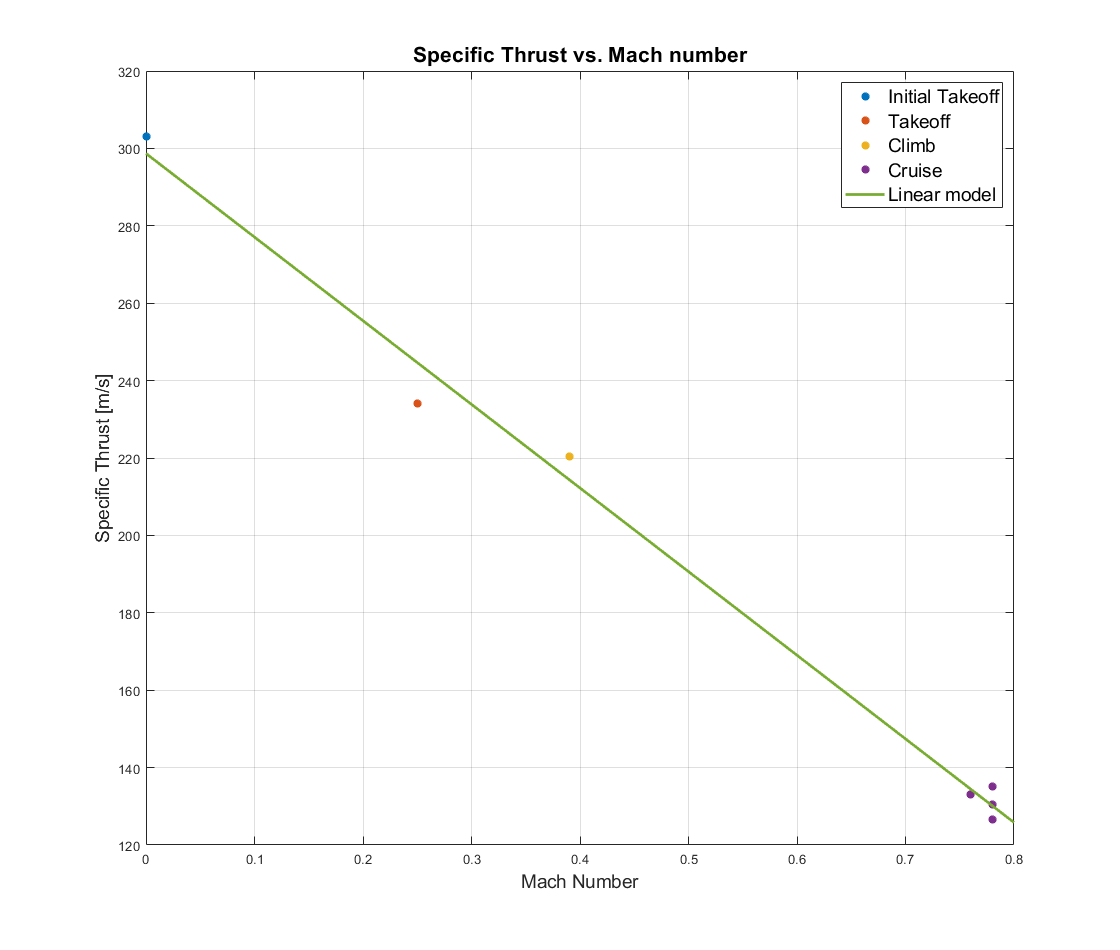 Specific Thrust vs. Mach number
320
300
280
260
240
220
200
180
160
140
120
Specific Thrust [m/s]
Initial Takeoff
Takeoff
Climb
Cruise
Linear model
0 0.1 0.2 0.3 0.4 0.5 0.6 0.7 0.8
Mach Number